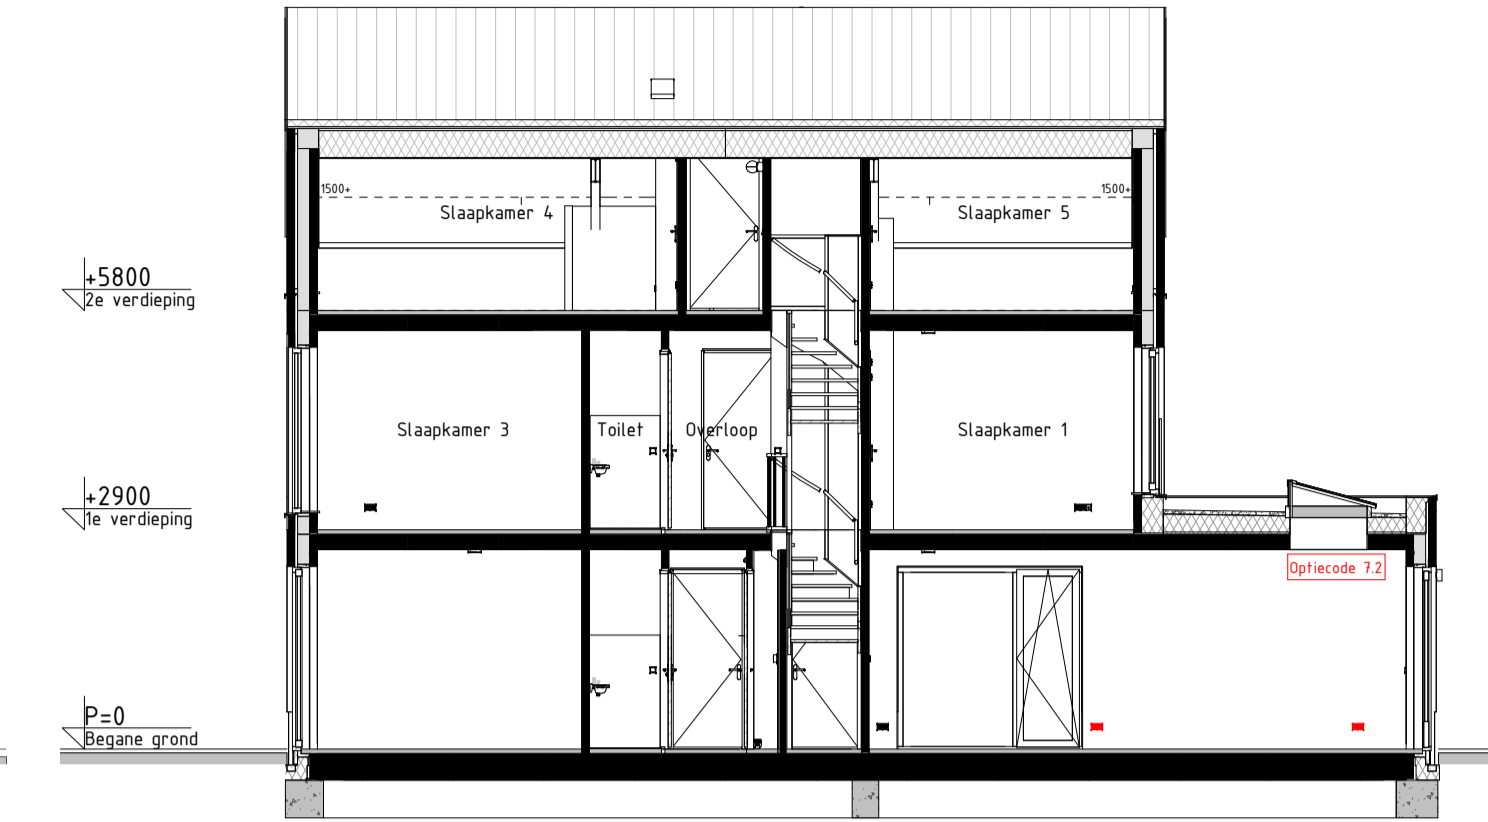 1500+
1500+
Slaapkamer 4
Slaapkamer 5
+5800
2e verdieping
Slaapkamer 3
Toilet
Overloop
Slaapkamer 1
+2900
1e verdieping
Optiecode 7.2
P=0
Begane grond